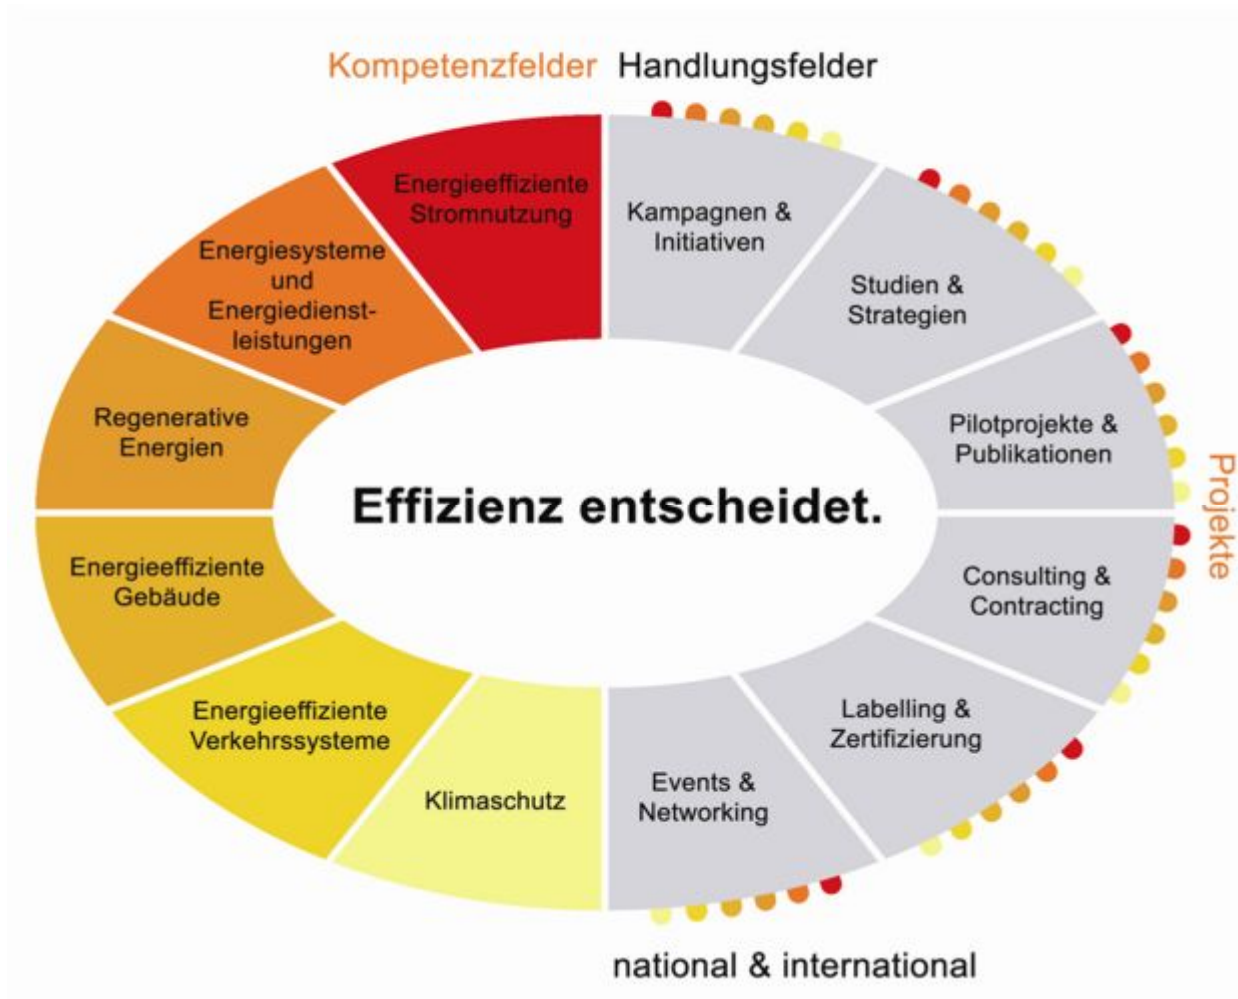 Kompetenzfelder Handlungsfelder
Energieeffiziente
Stromnutzung
Energiesysteme
und
Energiedienst-
leistungen
Regenerative
Energien
Energieeffiziente
Gebäude
Energieeffiziente
Verkehrssysteme
Klimaschutz
Effizienz entscheidet.
Kampagnen &
Initiativen
Studien &
Strategien
Pilotprojekte &
Publikationen
Consulting &
Contracting
Labelling &
Zertifizierung
Events &
Networking
Projekte
national & international